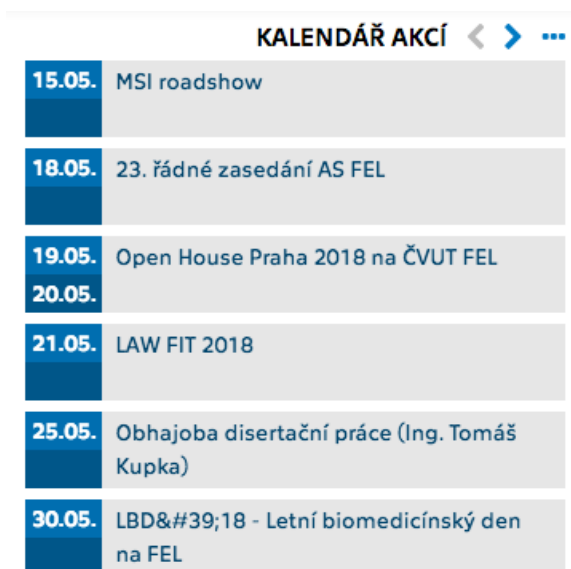 KALENDÁŘ AKCÍ
15.05. MSI roadshow
18.05. 23. řádné zasedání AS FEL
19.05. Open House Praha 2018 na ČVUT FEL
20.05.
21.05. LAW FIT 2018
25.05. Obhajoba disertační práce (Ing. Tomáš
Kupka)
30.05. LBD&#39;18 - Letní biomedicínský den
na FEL